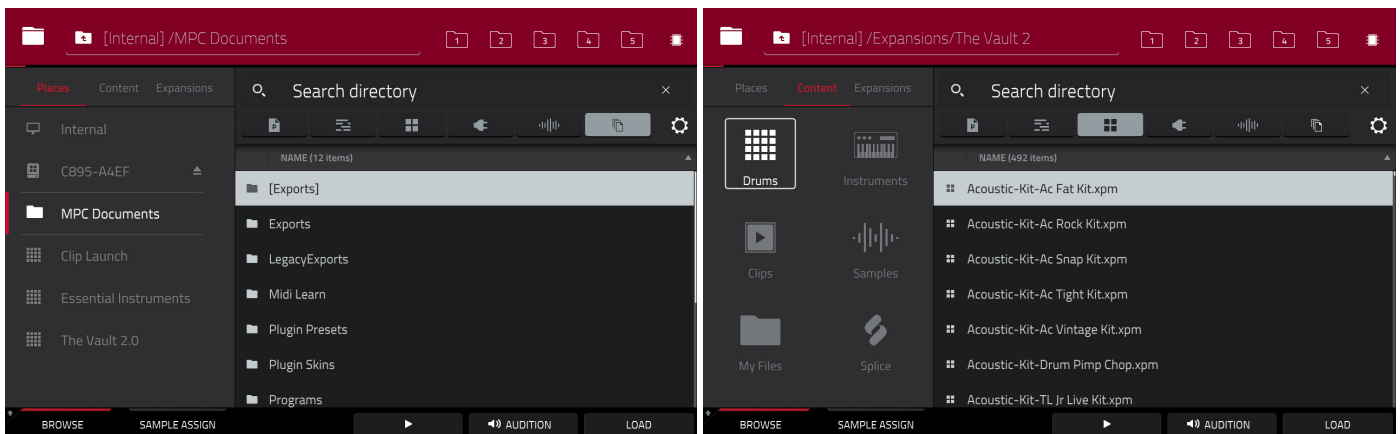 [Internal] /MPC Documents
1 2 3 4 5
Places Content Expansions
Search directory
Internal
P
C895-A4EF
NAME (12 items)
MPC Documents
[Exports]
Exports
Clip Launch
LegacyExports
Essential Instruments
Midi Learn
The Vault 2.0
Plugin Presets
Plugin Skins
Programs
BROWSE SAMPLE ASSIGN AUDITION LOAD
[Internal] /Expansions/The Vault 2
1 2 3 4 5
Places Content Expansions
Search directory
P
NAME (492 items)
Drums Instruments
Acoustic-Kit-Ac Fat Kit.xpm
Acoustic-Kit-Ac Rock Kit.xpm
Acoustic-Kit-Ac Snap Kit.xpm
Clips Samples
Acoustic-Kit-Ac Tight Kit.xpm
Acoustic-Kit-Ac Vintage Kit.xpm
My Files Splice
Acoustic-Kit-Drum Pimp Chop.xpm
Acoustic-Kit-TL Jr Live Kit.xpm
BROWSE SAMPLE ASSIGN AUDITION LOAD